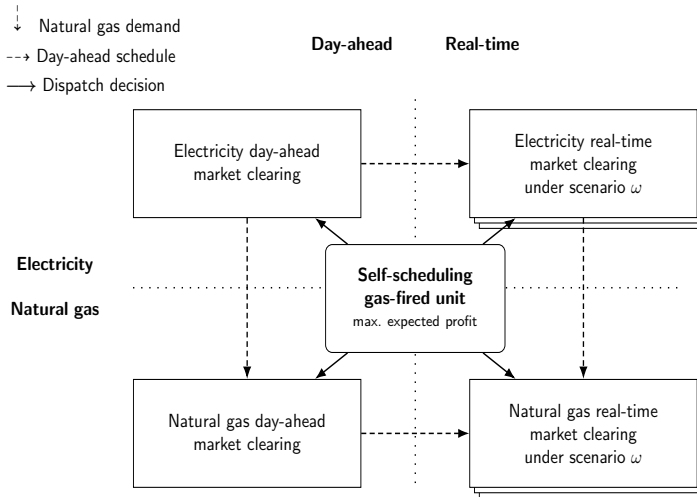 Natural gas demand
Day-ahead schedule
Dispatch decision
Day-ahead
Real-time
Electricity day-ahead
market clearing
Electricity real-time
market clearing
under scenario ω
Electricity
Natural gas
Self-scheduling
gas-fired unit
max. expected profit
Natural gas day-ahead
market clearing
Natural gas real-time
market clearing
under scenario ω